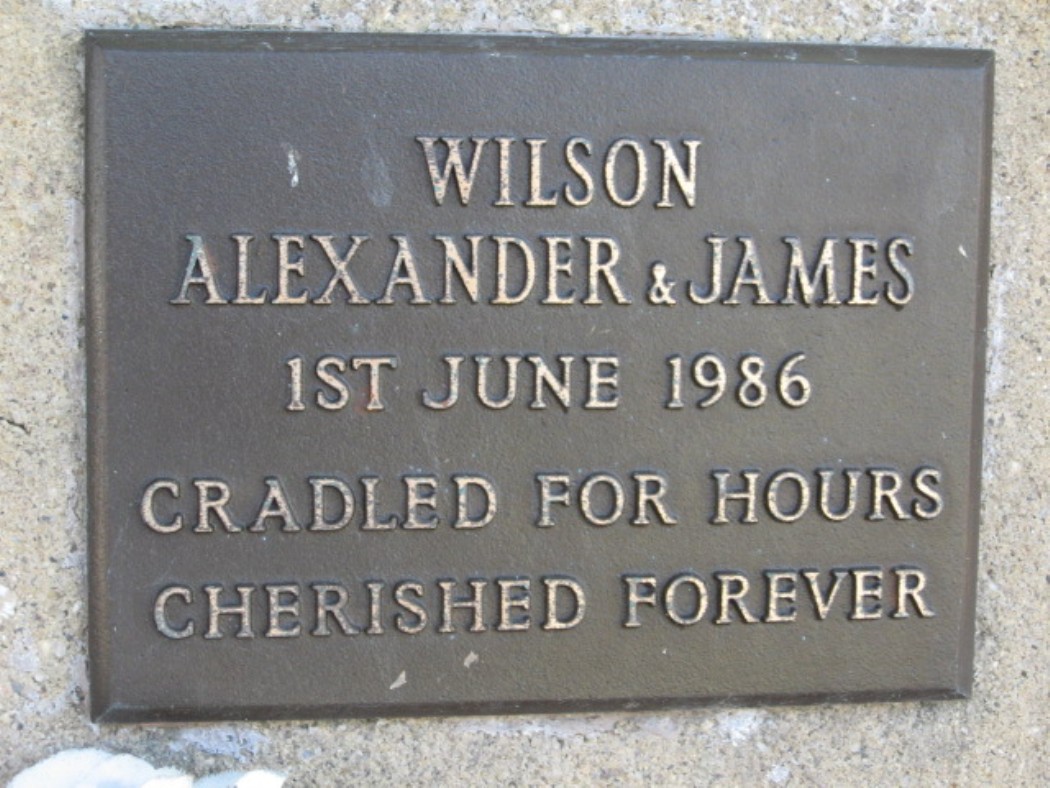 WILSON
ALEXANDER & JAMES
1ST JUNE 1986
CRADLED FOR HOURS
CHERISHED FOREVER